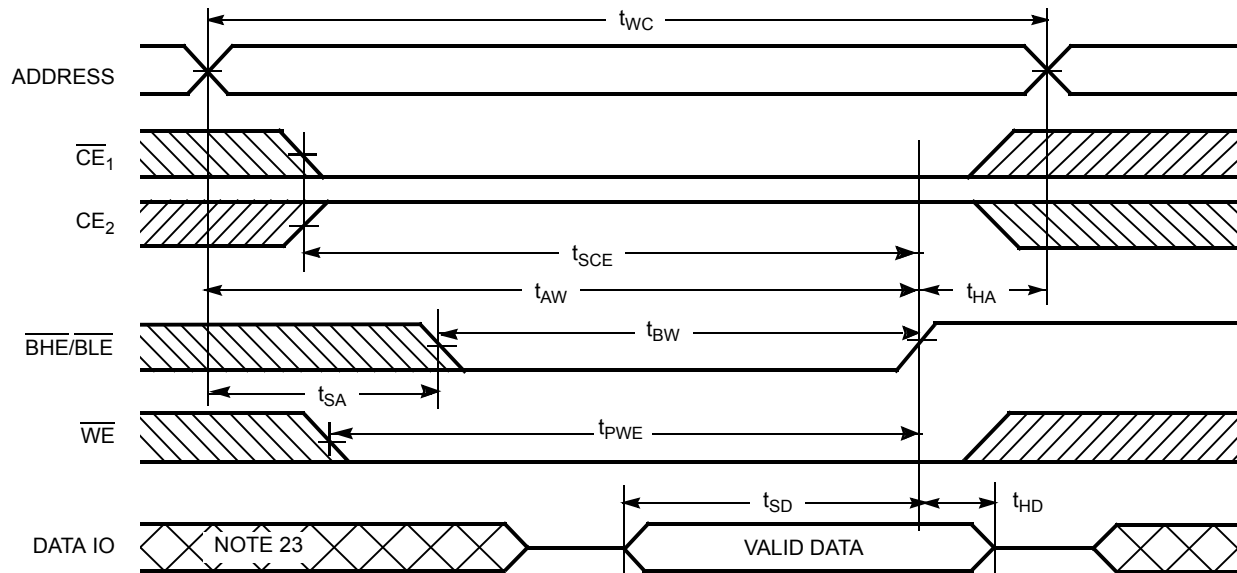 tWC
ADDRESS
CE1
CE2
tSCE
tAW
tHA
BHE/BLE
tBW
tSA
WE
tPWE
tSD
tHD
DATA IO
NOTE 23
VALID DATA